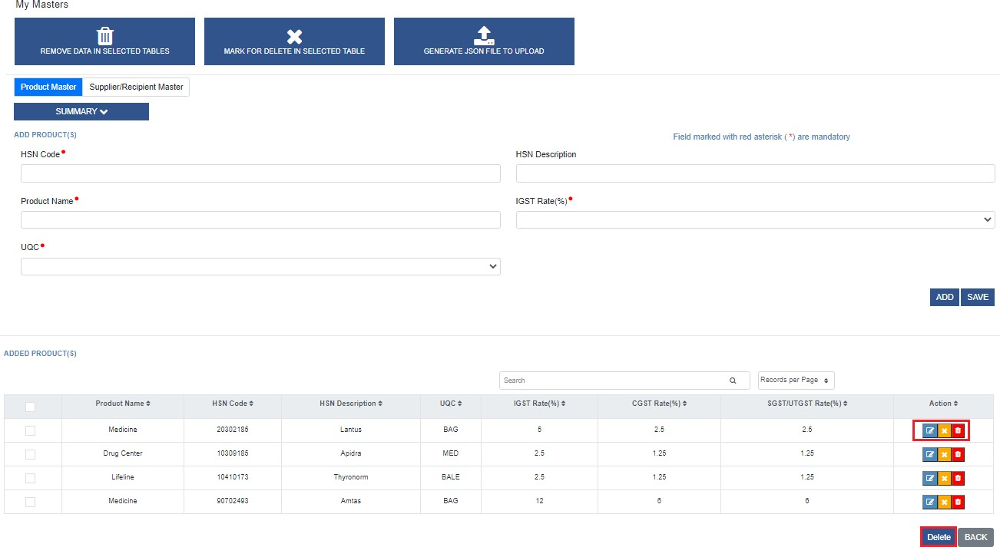 My Masters
REMOVE DATA IN SELECTED TABLES
MARK FOR DELETE IN SELECTED TABLE
GENERATE JSON FILE TO UPLOAD
Product Master Supplier/Recipient Master
SUMMARY
ADD PRODUCT(S)
Field marked with red asterisk ( *) are mandatory
HSN Code
HSN Description
Product Name
IGST Rate(%)
UQC
ADD SAVE
ADDED PRODUCT(S)
Search Records per Page
Product Name HSN Code HSN Description UQC IGST Rate(%) CGST Rate(%) SGST/UTGST Rate(%) Action
Medicine 20302185 Lantus BAG 5 2.5 2.5
Drug Center 10309185 Apidra MED 2.5 1.25 1.25
Lifeline 10410173 Thyronorm BALE 2.5 1.25 1.25
Medicine 90702493 Amtas BAG 12 6 6
Delete BACK